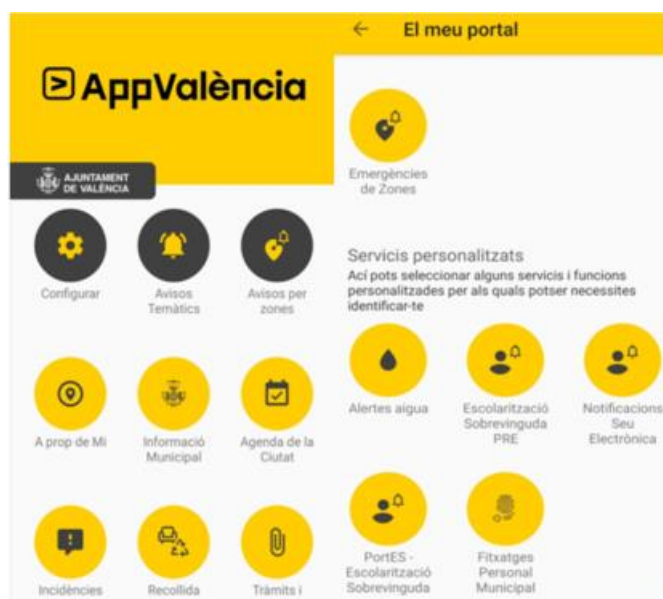 AppValència
AJUNTAMENT
DE VALÈNCIA
Configurar
Avisos
Temàtics
Avisos per
zones
A prop de Mi
Informació
Municipal
Agenda de la
Ciutat
Incidències
Recollida
Tràmits i
El meu portal
Emergències
de Zones
Servicis personalitzats
Ací pots seleccionar alguns servicis i funcions
personalitzades per als quals potser necessites
identificar-te
Alertes aigua
Escolarització
Sobrevinguda
PRE
Notificacions
Seu
Electrònica
PortES -
Escolarització
Sobrevinguda
Fitxatges
Personal
Municipal